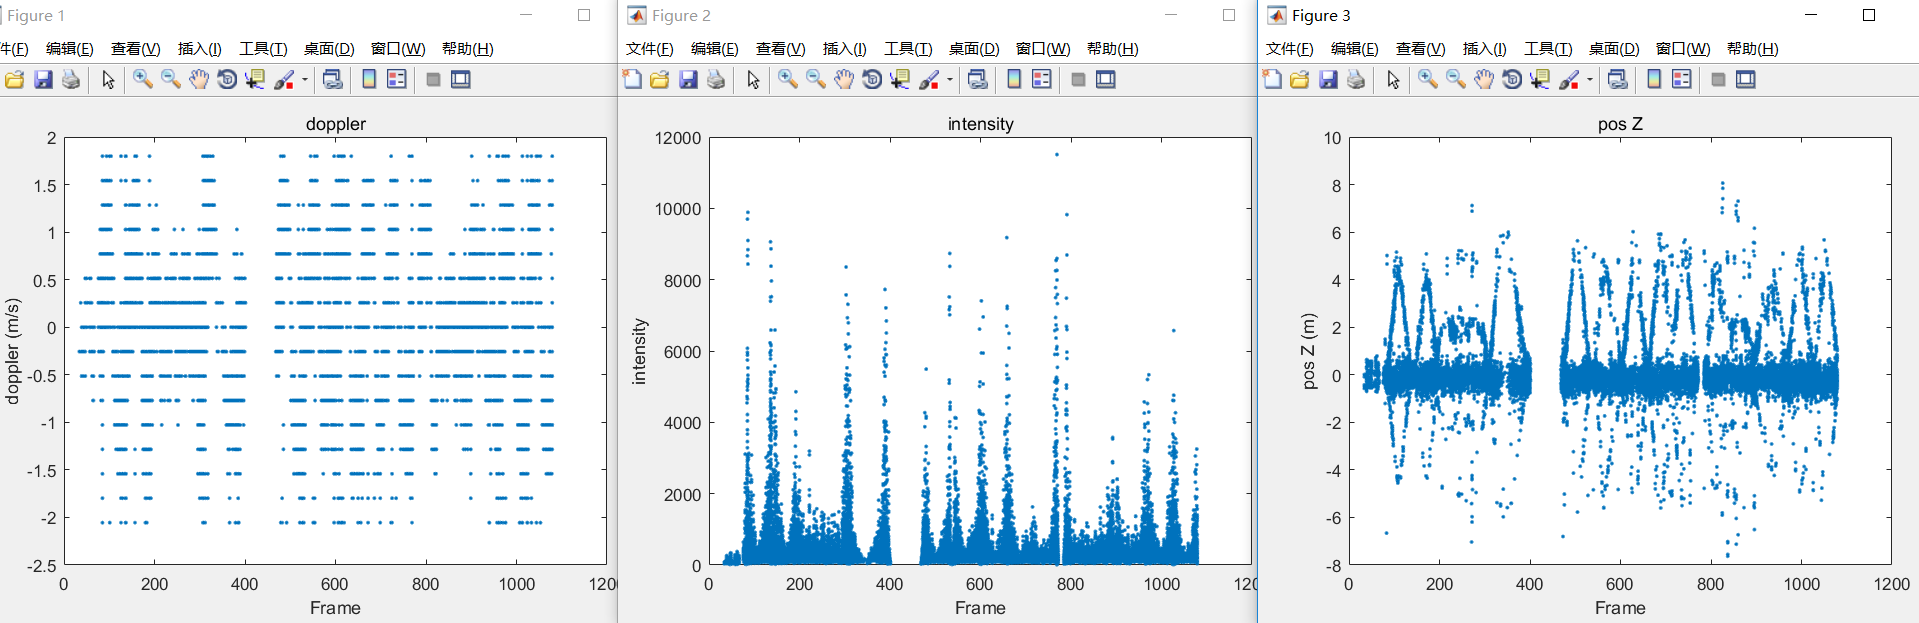 Figure 1
件(F) 编辑(E) 查看(V) 插入(I) 工具(T) 桌面(D) 窗口(W) 帮助(H)
doppler
2
1.5
1
0.5
0
-0.5
-1
-1.5
-2
-2.5
doppler (m/s)
0 200 400 600 800 1000 120
Frame
Figure 2
文件(F) 编辑(E) 查看(V) 插入(I) 工具(T) 桌面(D) 窗口(W) 帮助(H)
intensity
12000
10000
8000
6000
4000
2000
0
intensity
0 200 400 600 800 1000 120
Frame
Figure 3
文件(F) 编辑(E) 查看(V) 插入(I) 工具(T) 桌面(D) 窗口(W) 帮助(H)
pos Z
10
8
6
4
2
0
-2
-4
-6
-8
pos Z (m)
0 200 400 600 800 1000 1200
Frame